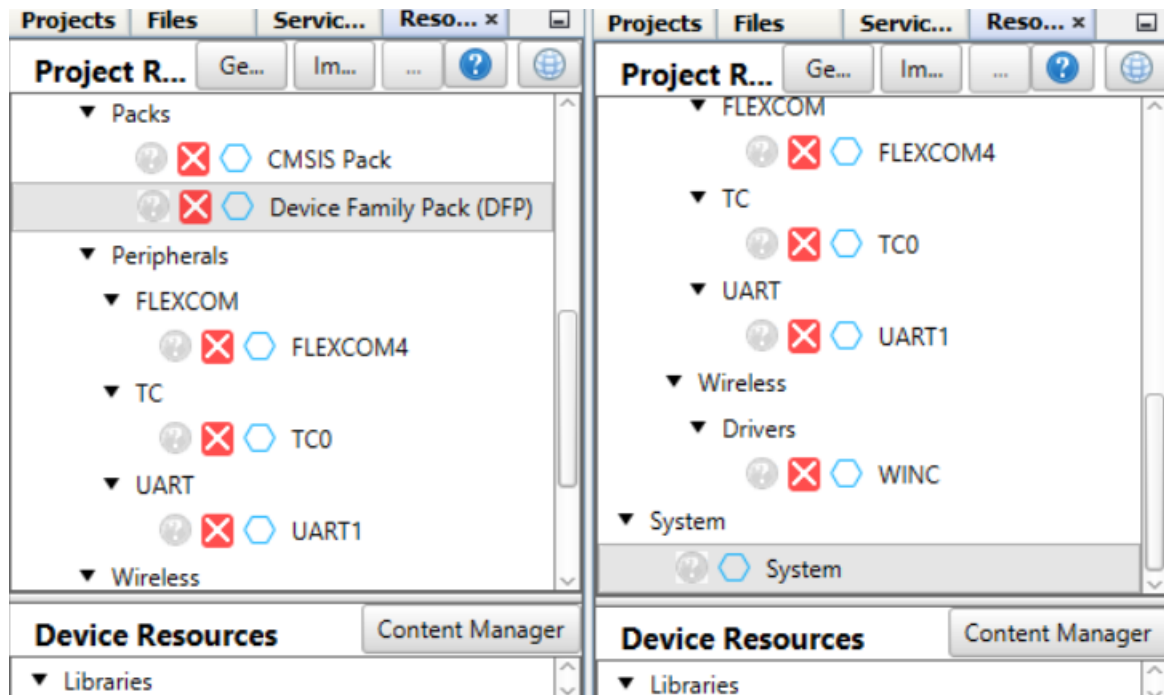 Projects Files Servic... Reso... ×
Project R... Ge... Im... ... ?
Packs
CMSIS Pack
Device Family Pack (DFP)
Peripherals
FLEXCOM
FLEXCOM4
TC
TC0
UART
UART1
Wireless
Device Resources Content Manager
Libraries
Projects Files Servic... Reso... ×
Project R... Ge... Im... ... ?
FLEXCOM
FLEXCOM4
TC
TC0
UART
UART1
Wireless
Drivers
WINC
System
System
Device Resources Content Manager
Libraries